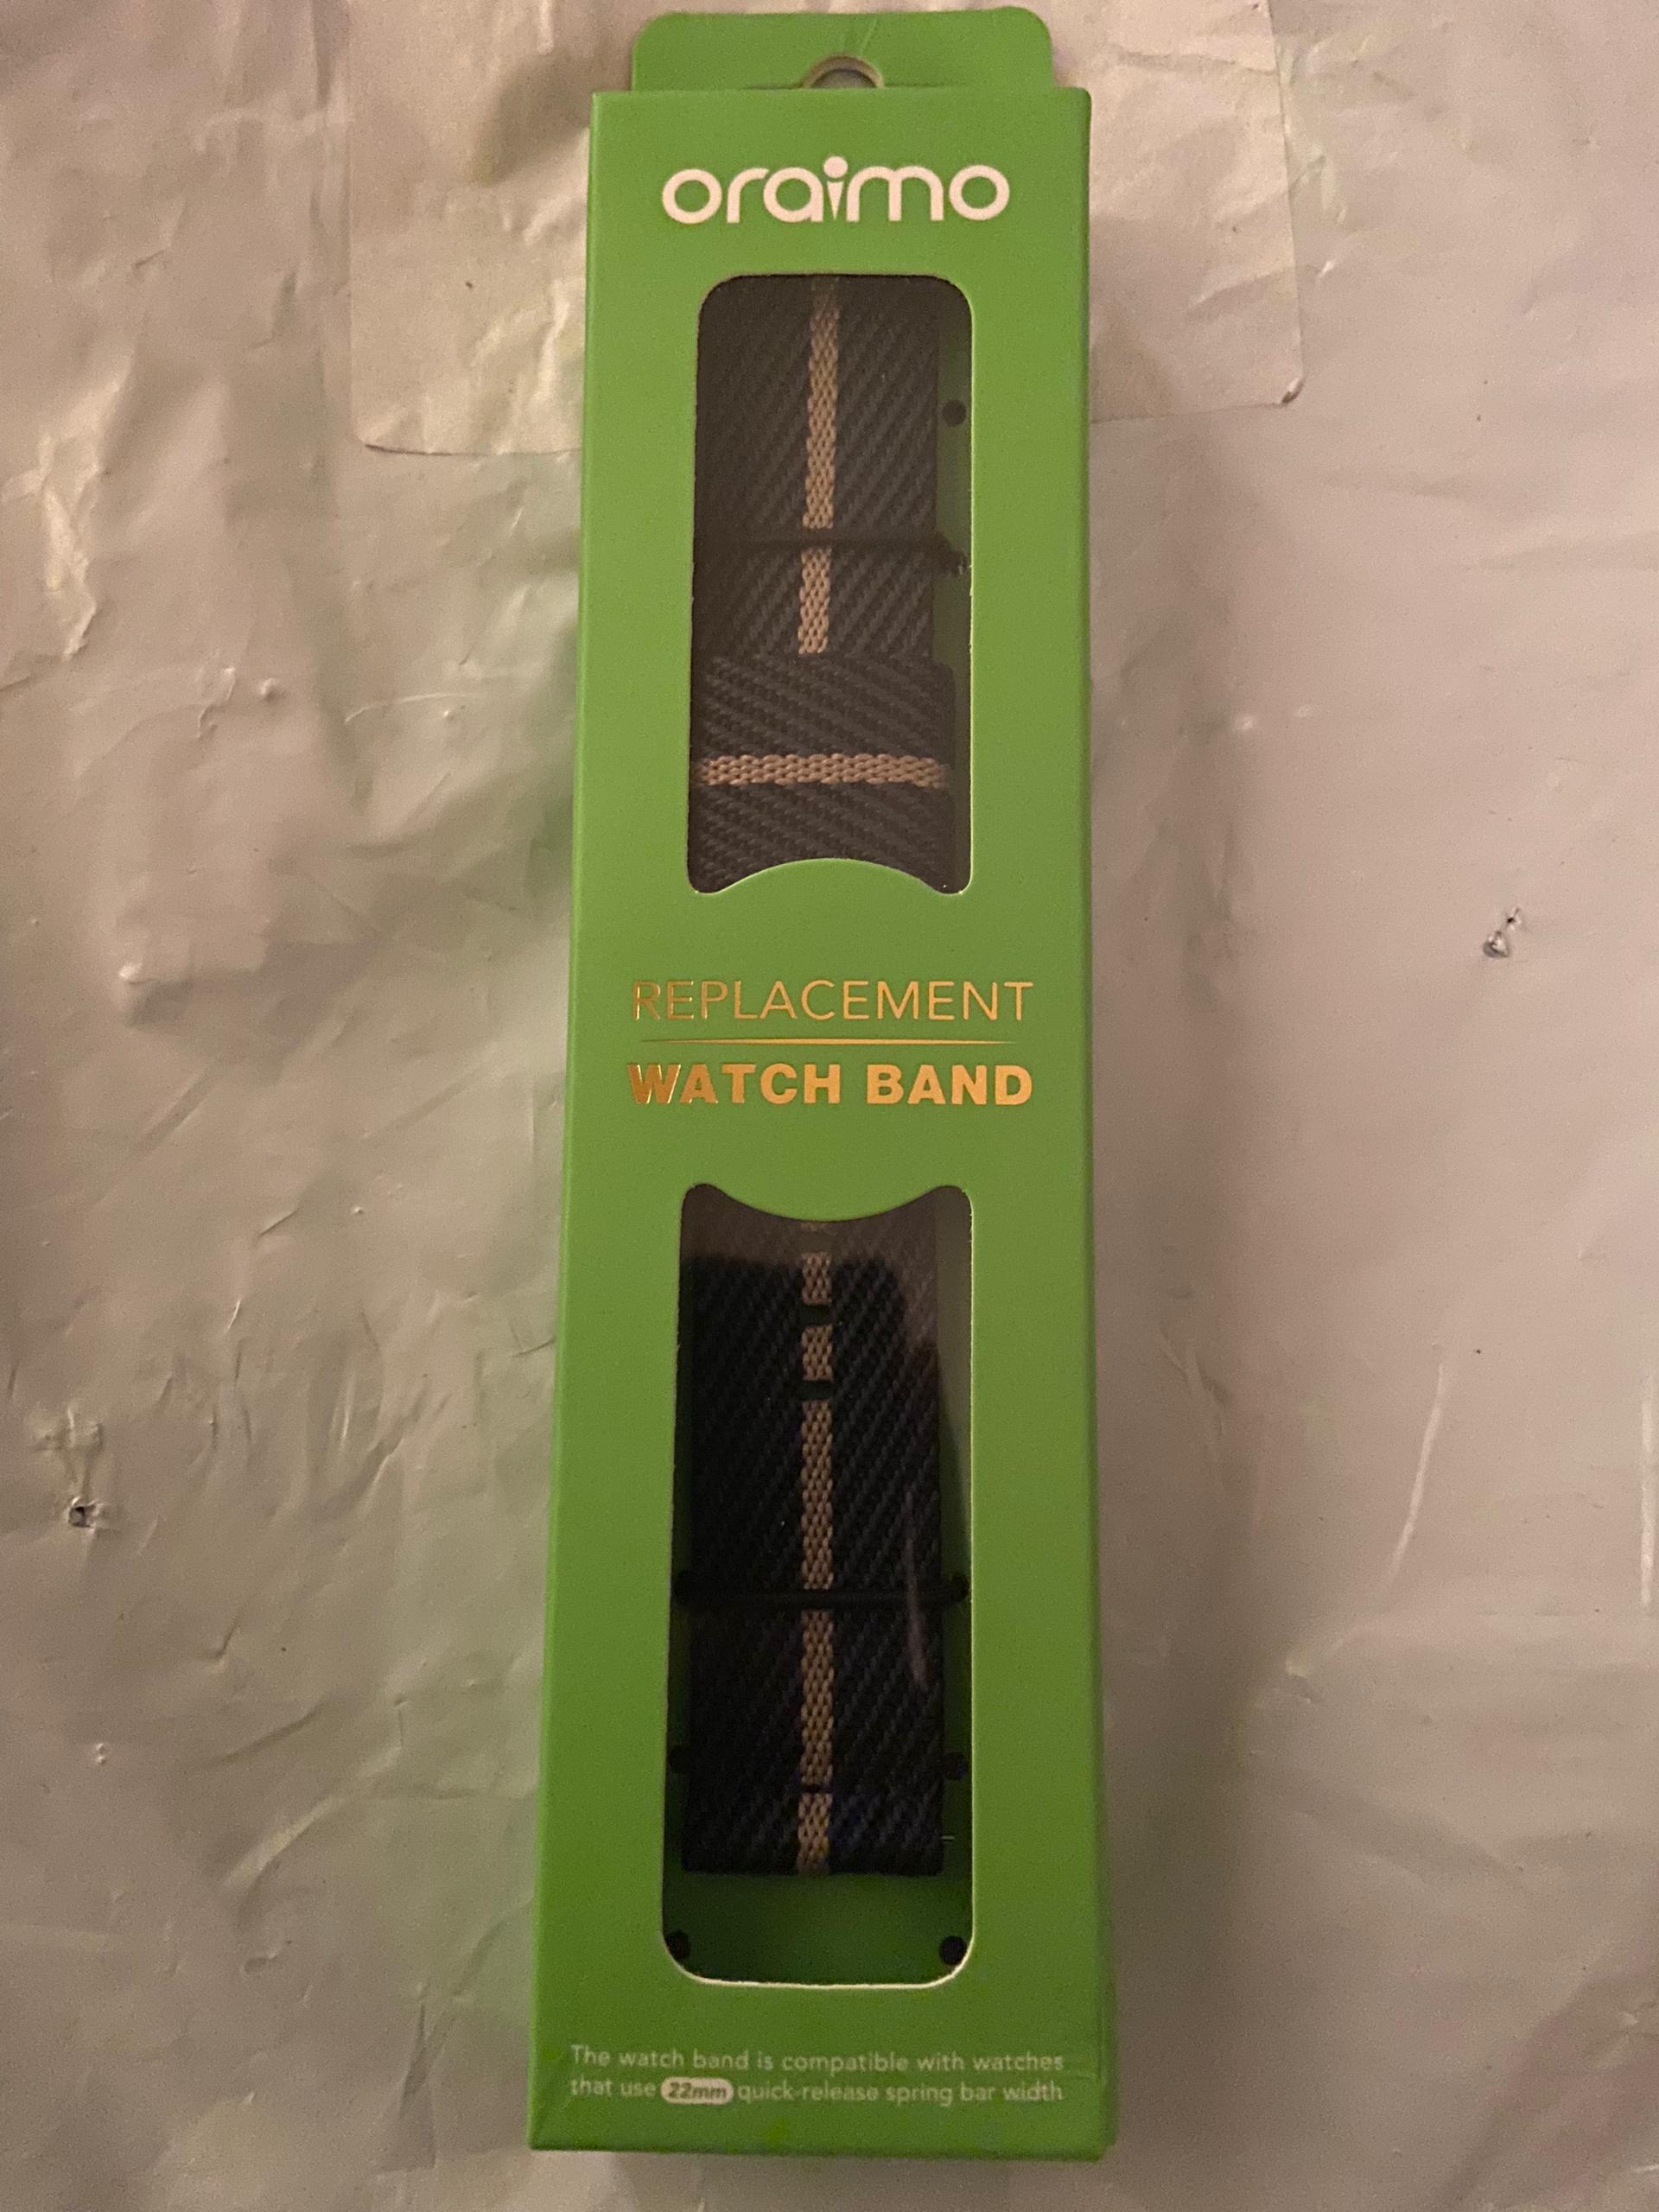 oraimo
REPLACEMENT
WATCH BAND
The watch band is compatible with watches
that use 22mm quick-release spring bar width